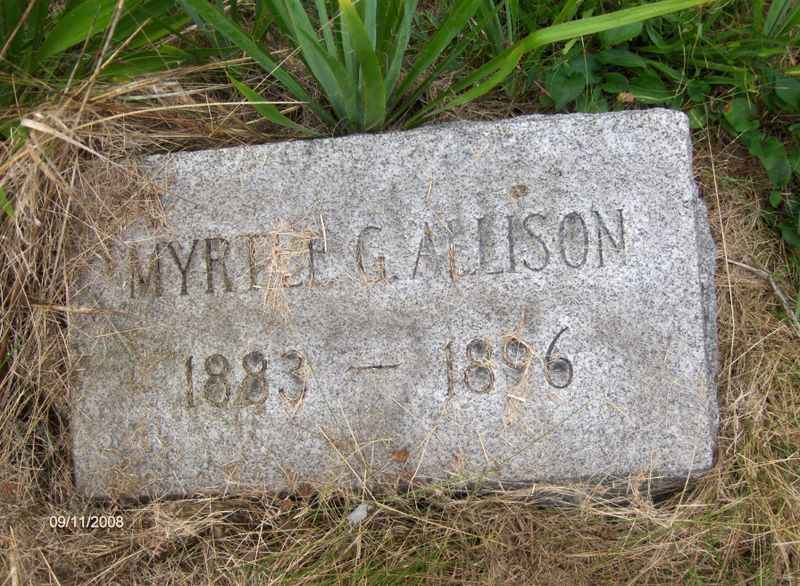 MYRTLE G. ALLISON
1883 — 1896
09/11/2008